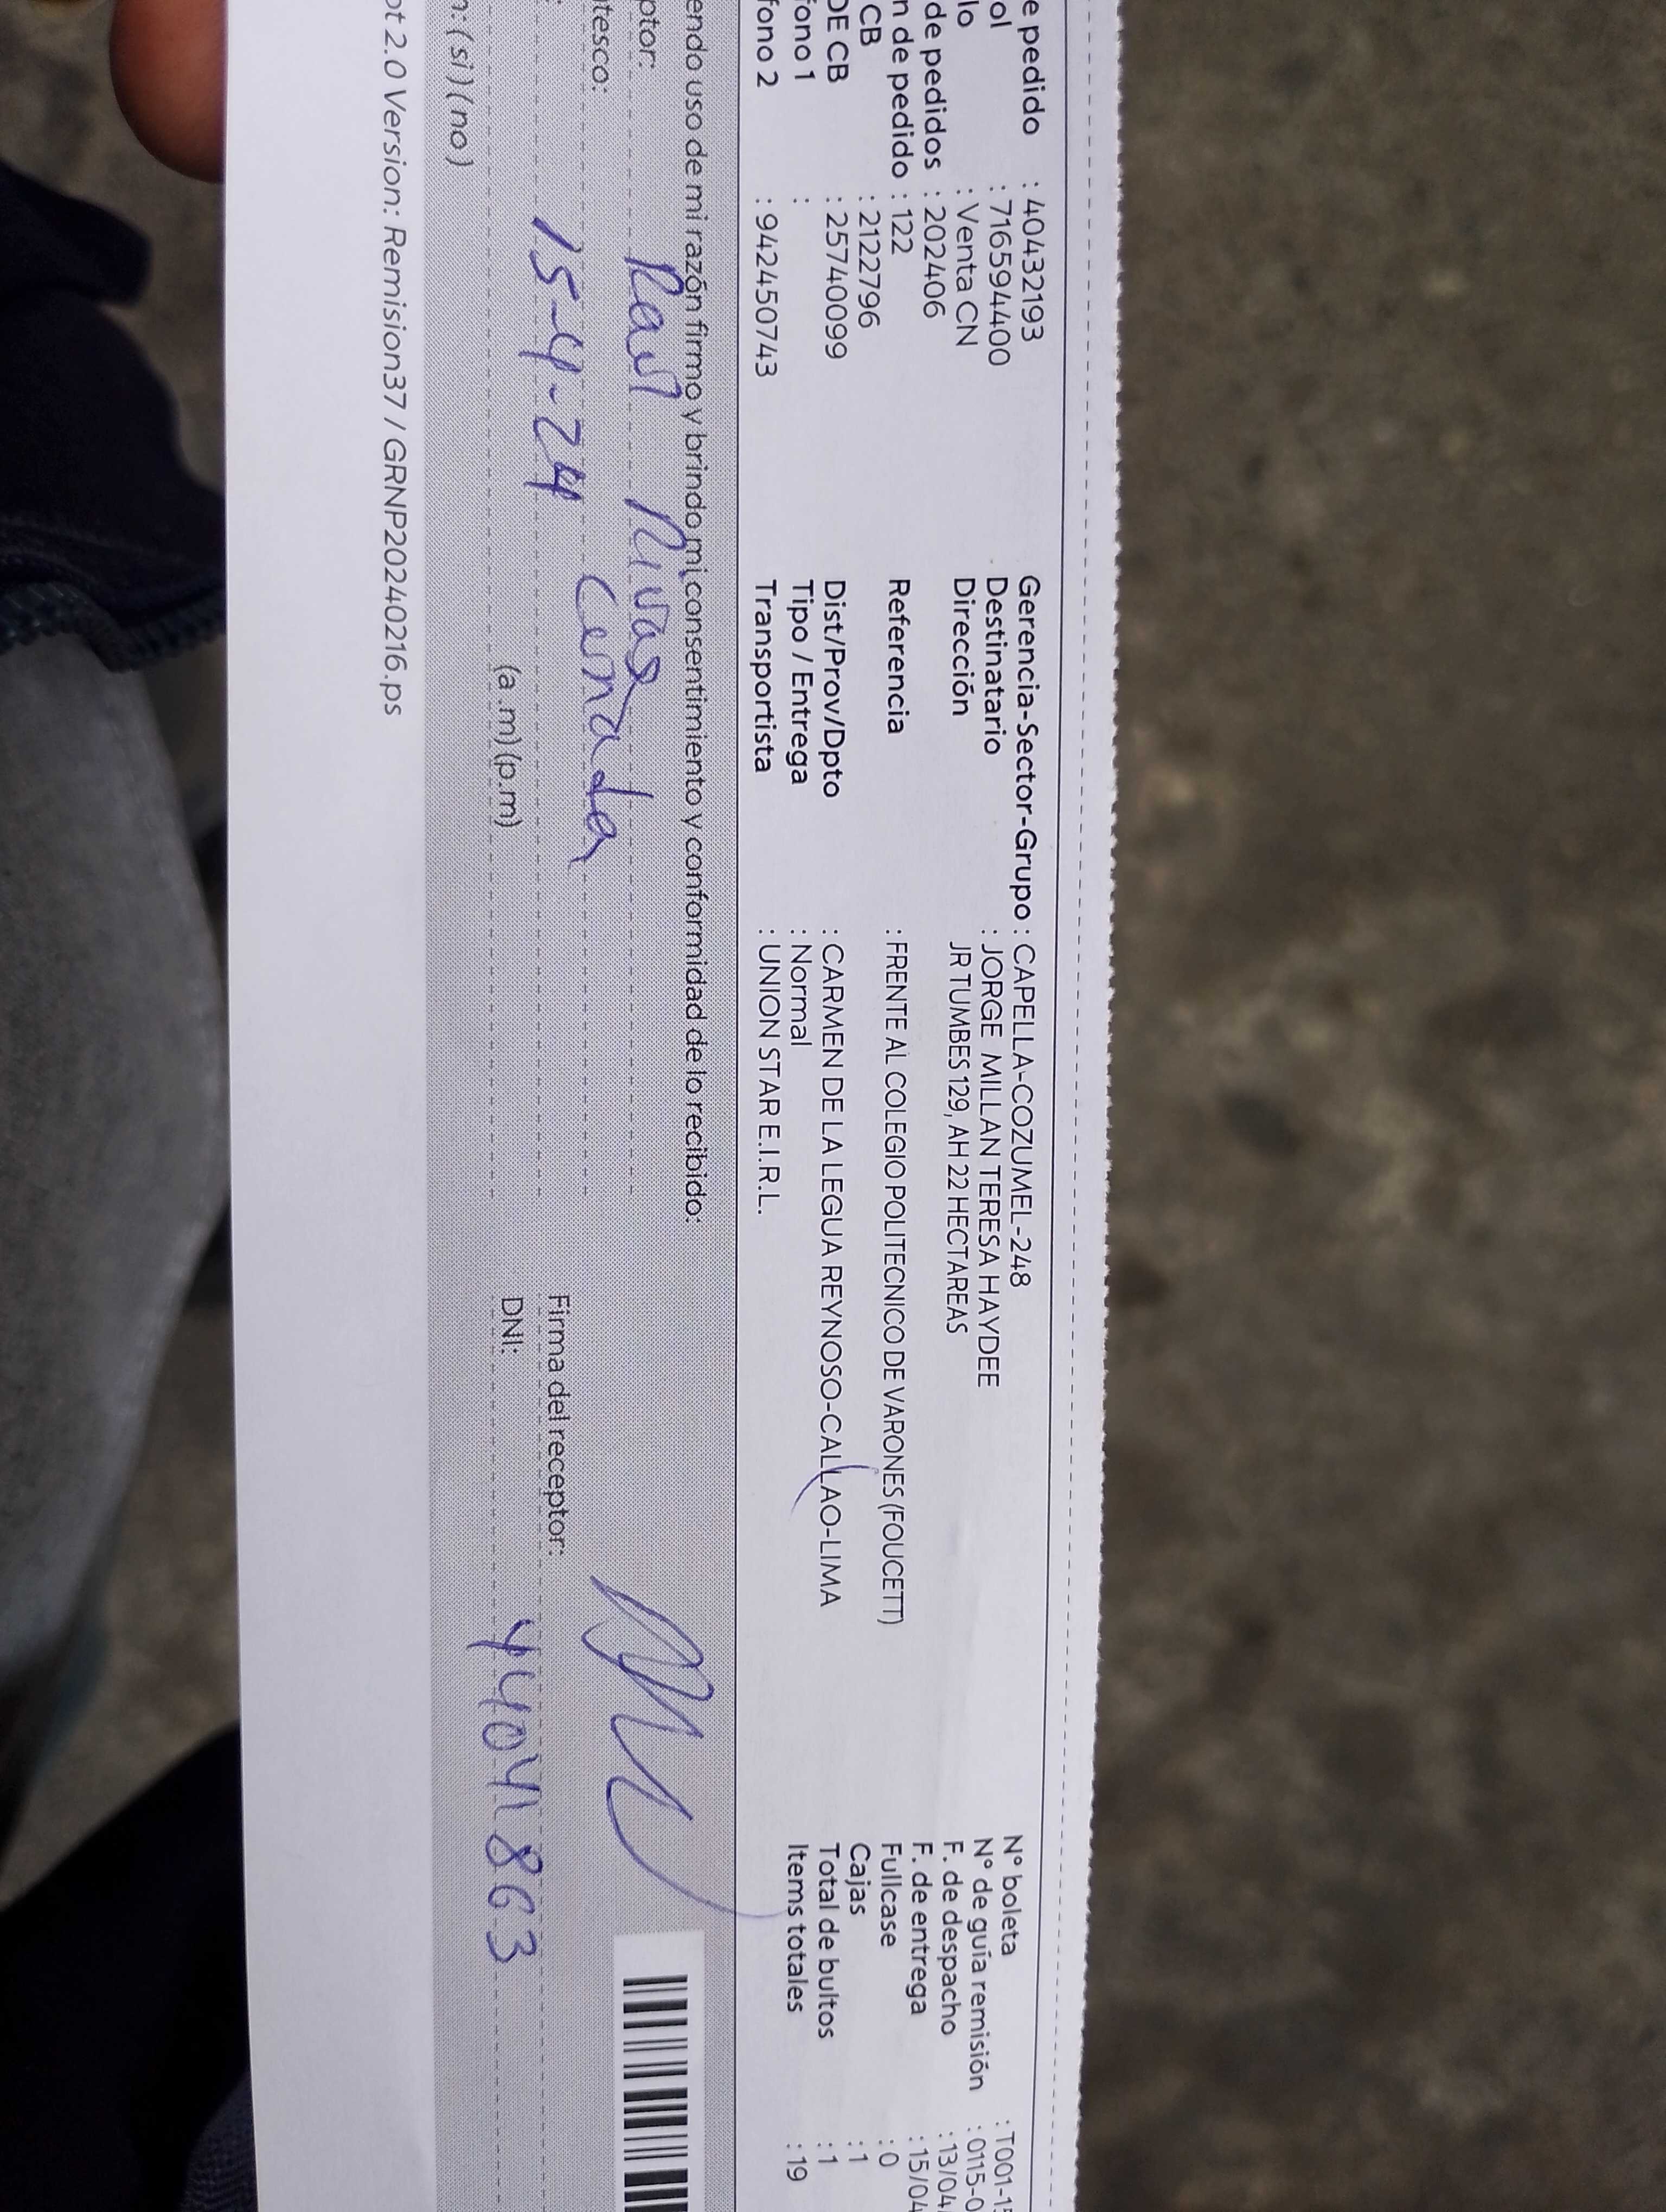 e pedido : 40432193
ol : 716594400
lo : Venta CN
de pedidos : 202406
n de pedido : 122
CB : 2122796
DE CB : 257400099
fono 1 :
fono 2 : 942450743
Gerencia-Sector-Grupo : CAPELLA-COZUMEL-248
Destinatario : JORGE MILLAN TERESA HAYDEE
Dirección JR TUMBES 129, AH 22 HECTAREAS
Referencia : FRENTE AL COLEGIO POLITECNICO DE VARONES (FOUCETT)
Dist/Prov/Dpto : CARMEN DE LA LEGUA REYNOSO-CALLAO-LIMA
Tipo / Entrega : Normal
Transportista : UNION STAR E.I.R.L.
N° boleta : T001-1
N° de guía remisión : 0115-0
F. de despacho : 13/04/
F. de entrega : 15/04
Fullcase : 0
Cajas : 1
Total de bultos : 1
Items totales : 19
endo uso de mi razón firmo y brindo mi consentimiento y conformidad de lo recibido:
ptor: Raul Rivas
ntesco: Cuñada
15-4-24
(a.m) (p.m)
n: (si) (no)
Firma del receptor:
DNI: 44041863
pt 2.0 Version: Remision37 / GRNP20240216.ps